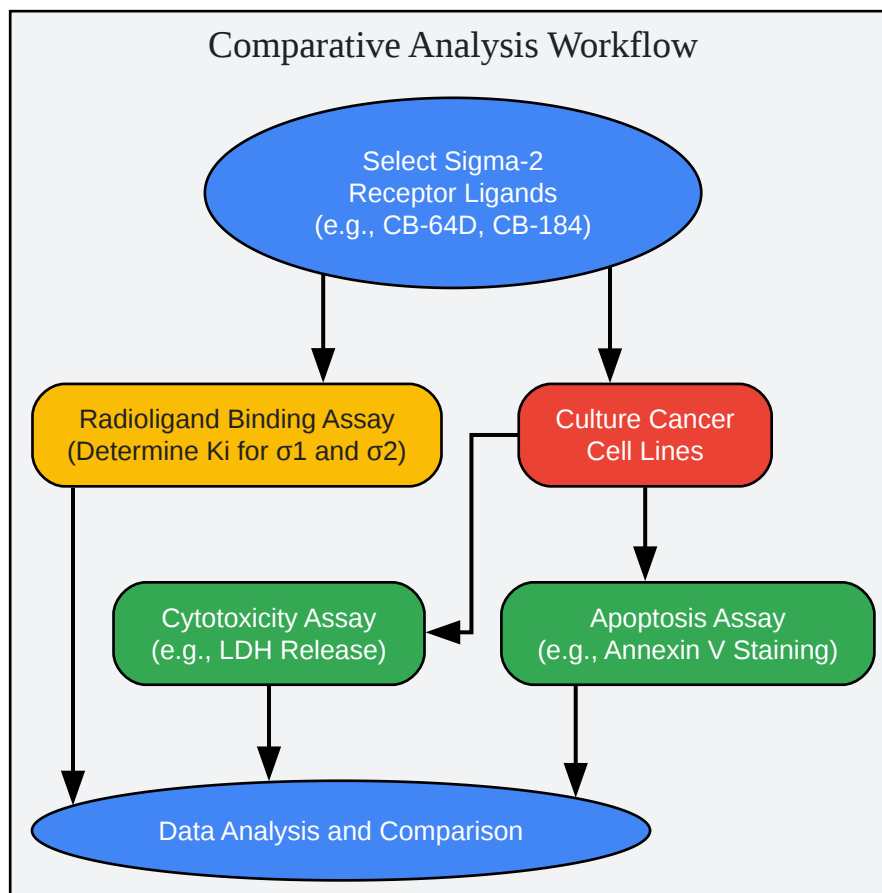 Comparative Analysis Workflow
Select Sigma-2
Receptor Ligands
(e.g., CB-64D, CB-184)
Radioligand Binding Assay
(Determine Ki for σ1 and σ2)
Culture Cancer
Cell Lines
Cytotoxicity Assay
(e.g., LDH Release)
Apoptosis Assay
(e.g., Annexin V Staining)
Data Analysis and Comparison